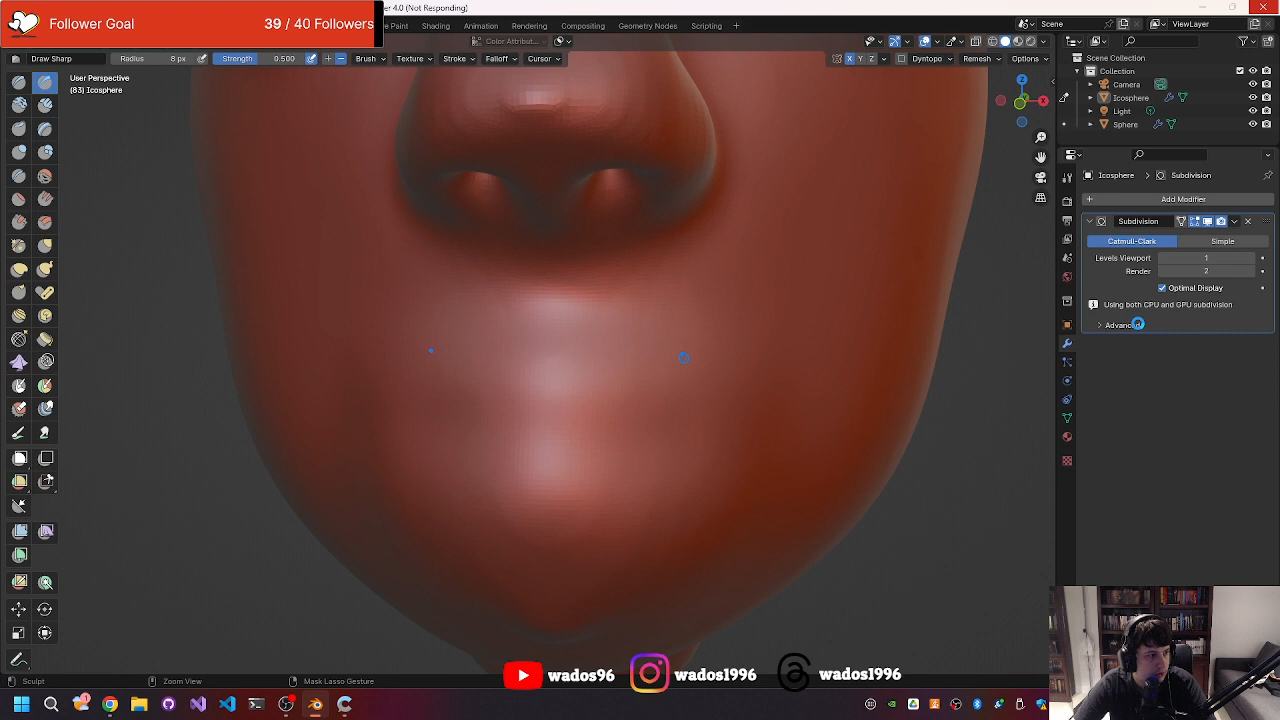 Follower Goal 39 / 40 Followers
4.0 (Not Responding)
e Paint Shading Animation Rendering Compositing Geometry Nodes Scripting +
Scene ViewLayer
Color Attribut...
Draw Sharp Radius 8 px Strength 0.500 Brush Texture Stroke Falloff Cursor
X Y Z Dyntopo Remesh Options
User Perspective
(83) Icosphere
Z
X
Scene Collection
Collection
Camera
Icosphere
Light
Sphere
Icosphere Subdivision
Add Modifier
Subdivision
Catmull-Clark Simple
Levels Viewport 1
Render 2
Optimal Display
Using both CPU and GPU subdivision
Advanc
Sculpt Zoom View Mask Lasso Gesture
wados96 wados1996 wados1996